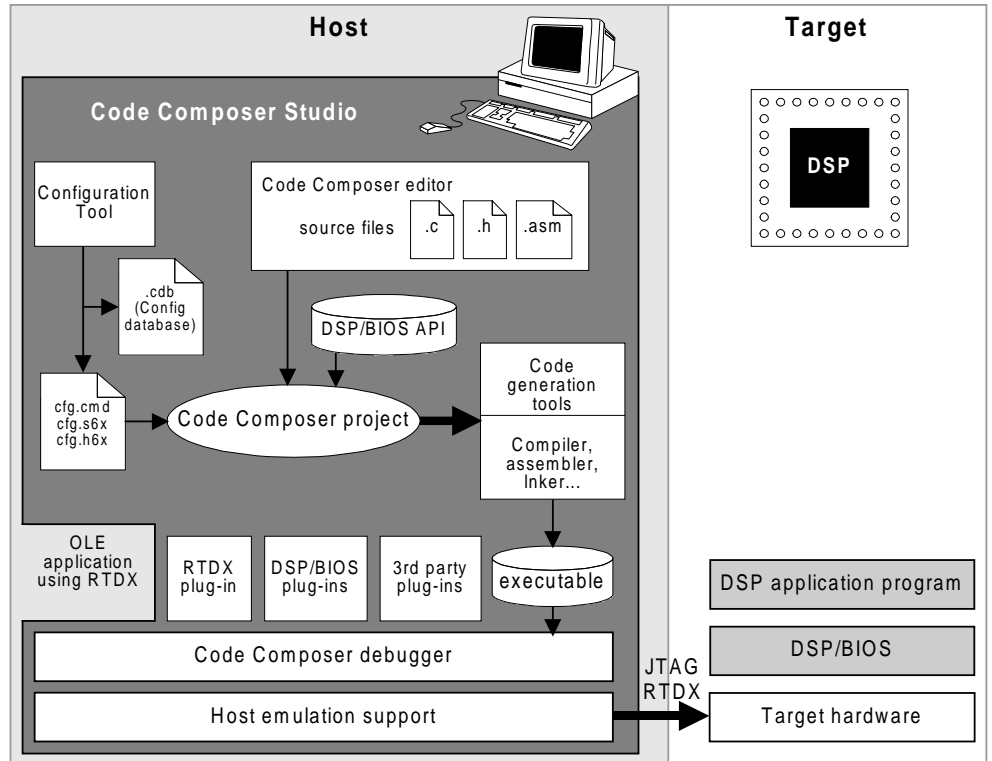 Host
Target
Code Composer Studio
DSP
Configuration
Tool
Code Composer editor
source files
.c
.h
.asm
.cdb
(Config
database)
DSP/BIOS API
Code
generation
tools
cfg.cmd
cfg.s6x
cfg.h6x
Code Composer project
Compiler,
assembler,
lnker...
OLE
application
using RTDX
RTDX
plug-in
DSP/BIOS
plug-ins
3rd party
plug-ins
executable
DSP application program
Code Composer debugger
DSP/BIOS
JTAG
RTDX
Host emulation support
Target hardware